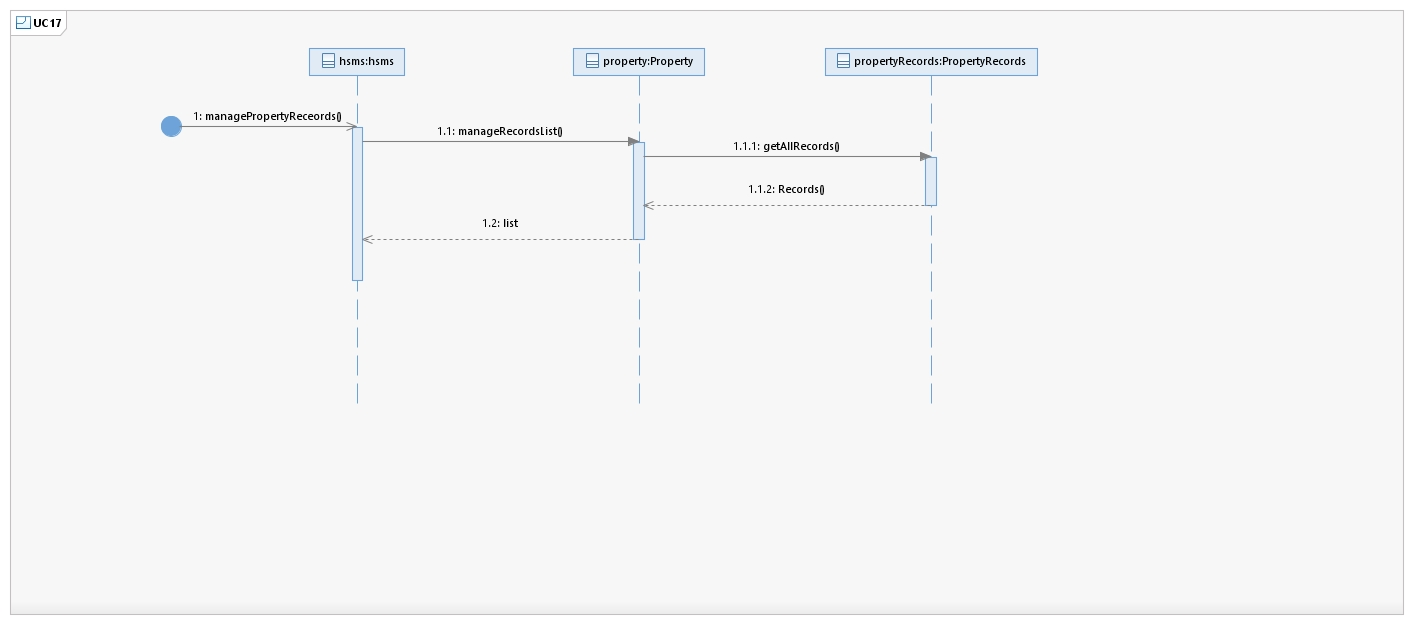 UC17
hsms:hsms
property:Property
propertyRecords:PropertyRecords
1: managePropertyReceords()
1.1: manageRecordsList()
1.1.1: getAllRecords()
1.1.2: Records()
1.2: list